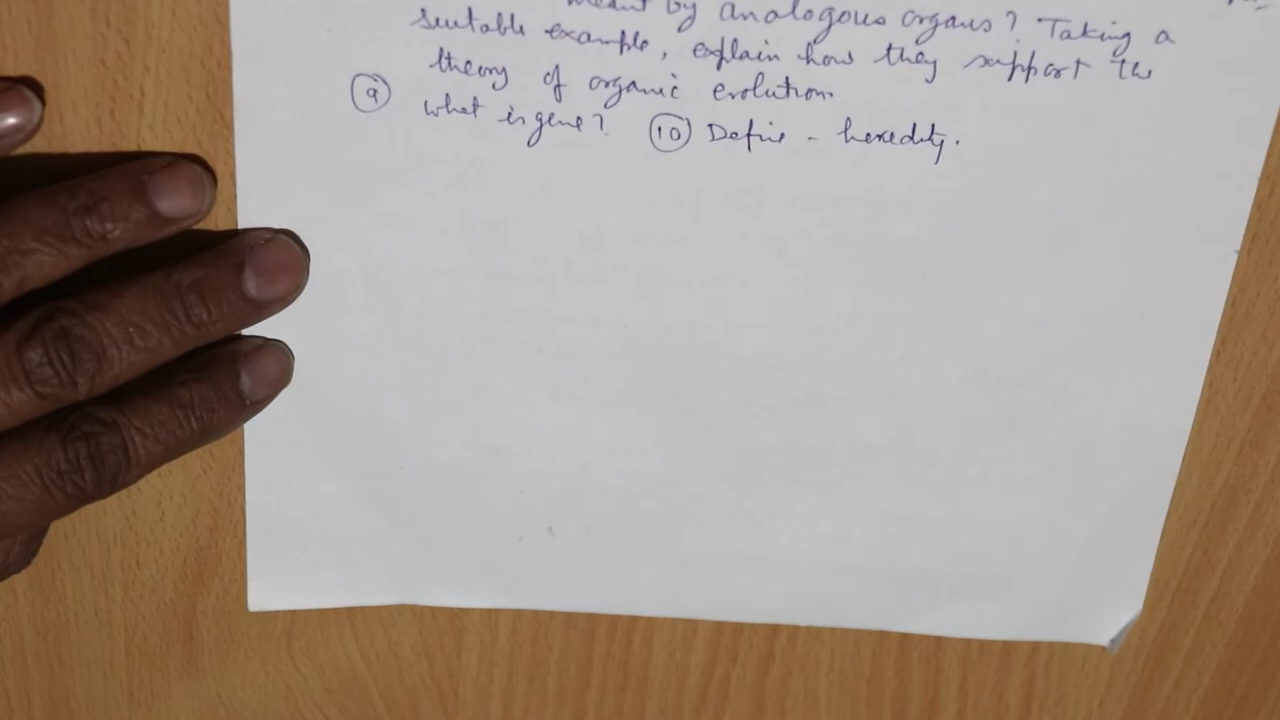 meant by analogous organs? Taking a
suitable example, explain how they support the
theory of organic evolution.
(9) what is gene? (10) Define - heredity.